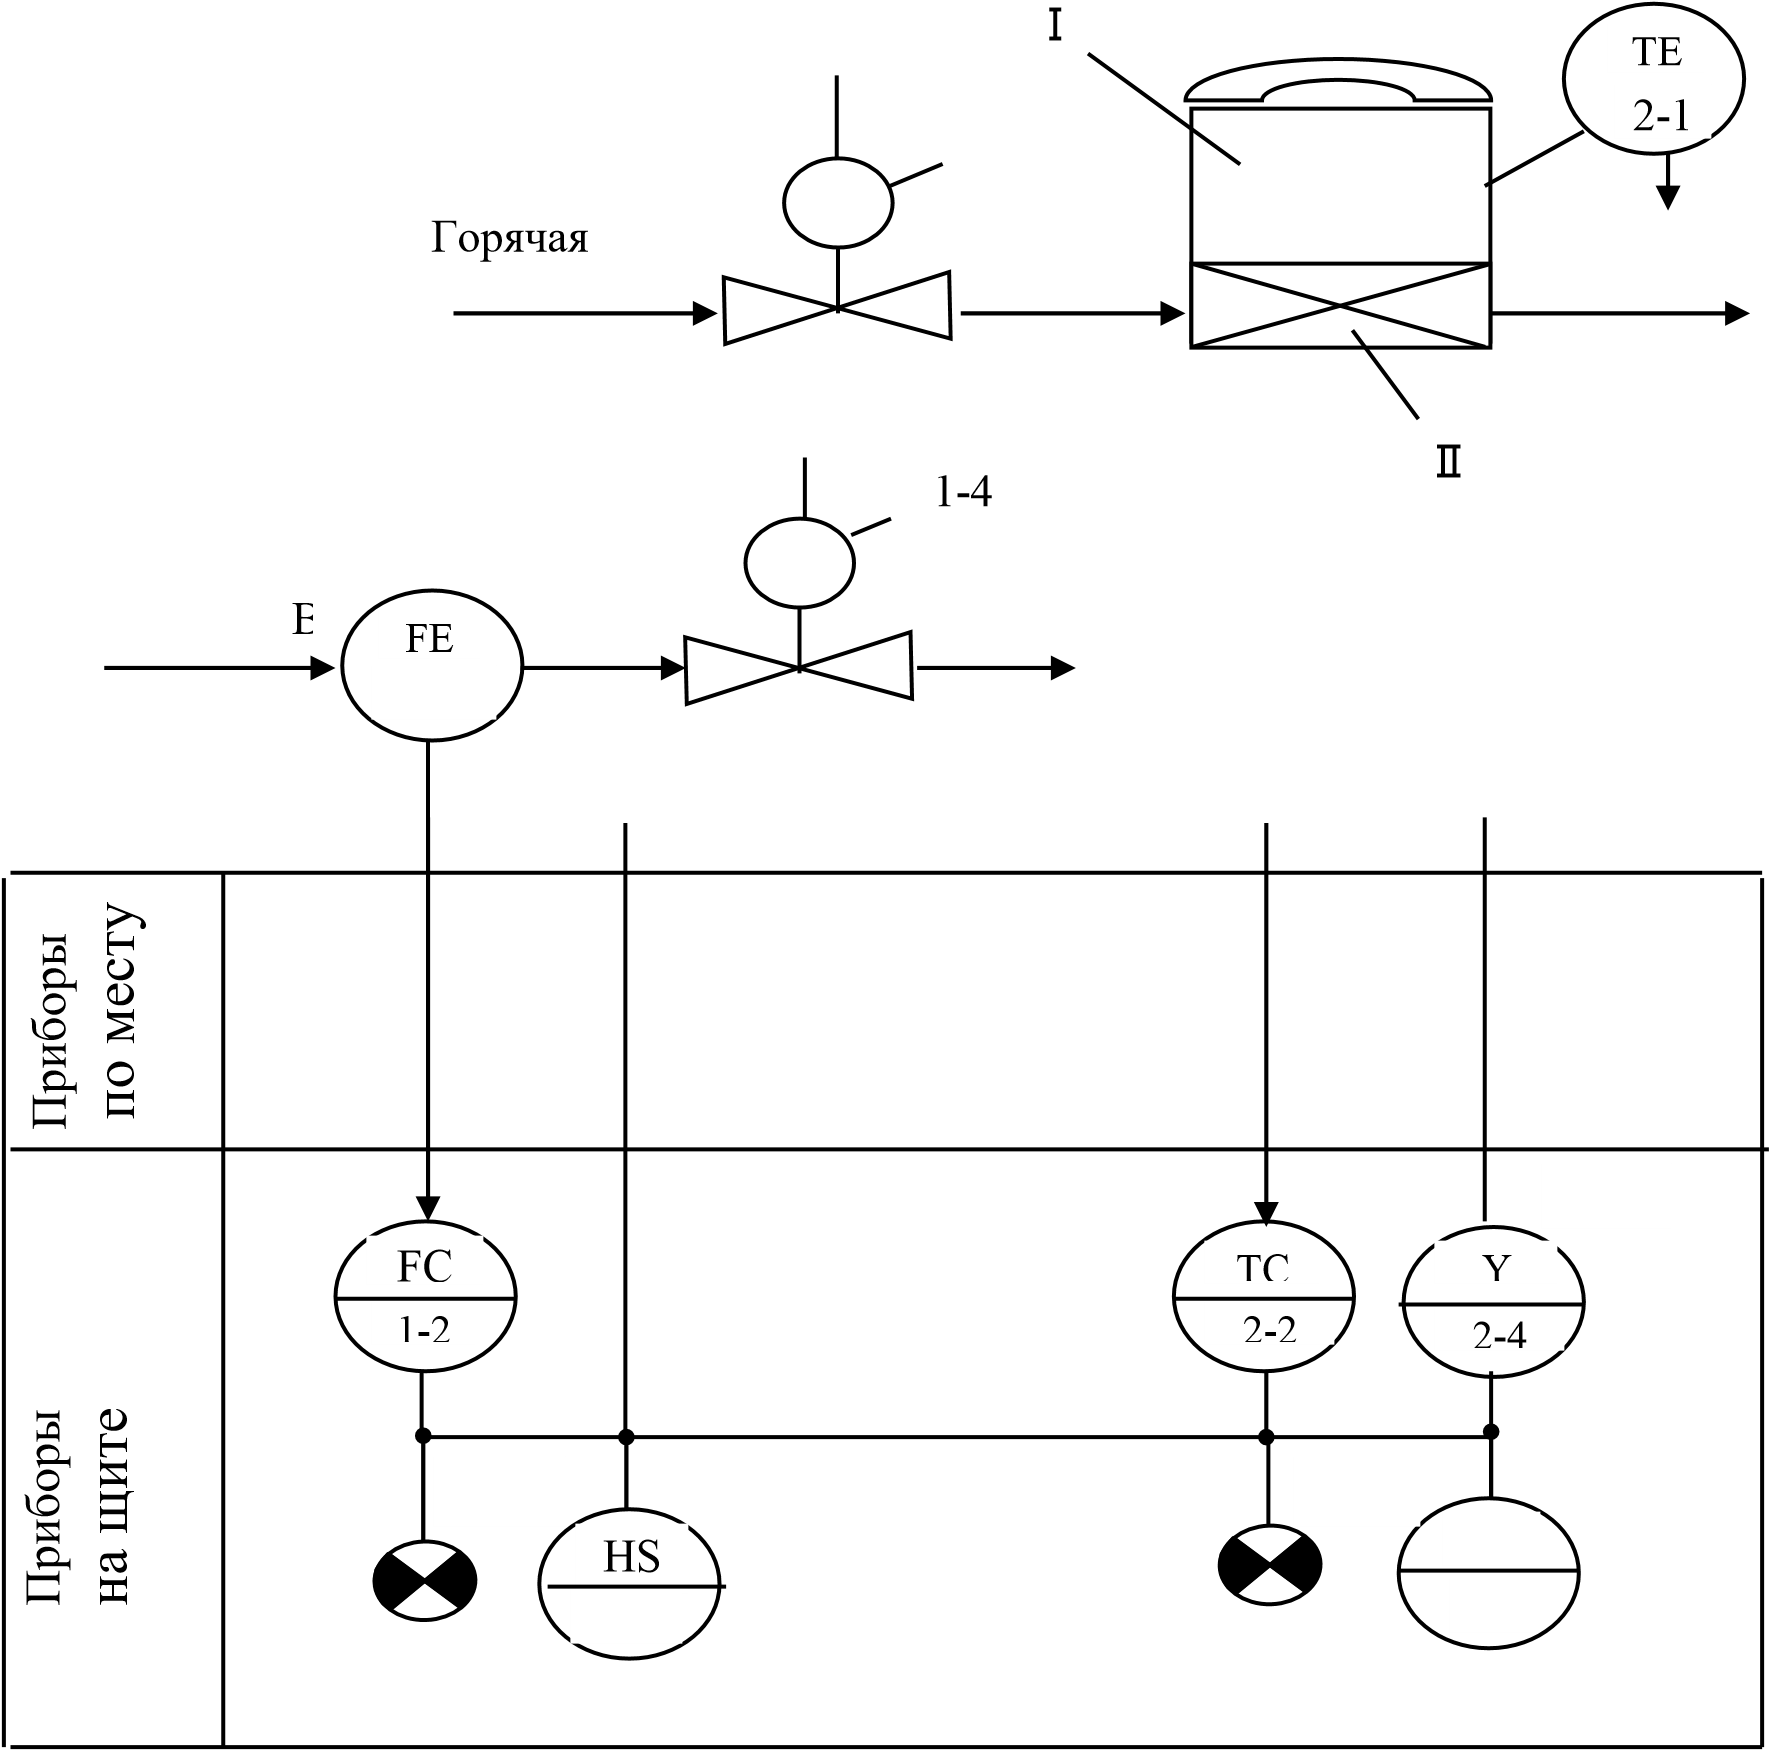 I
TE
2-1
Горячая
II
1-4
Е
FE
Приборы
по месту
FC
1-2
TC
2-2
Y
2-4
Приборы
на щите
HS